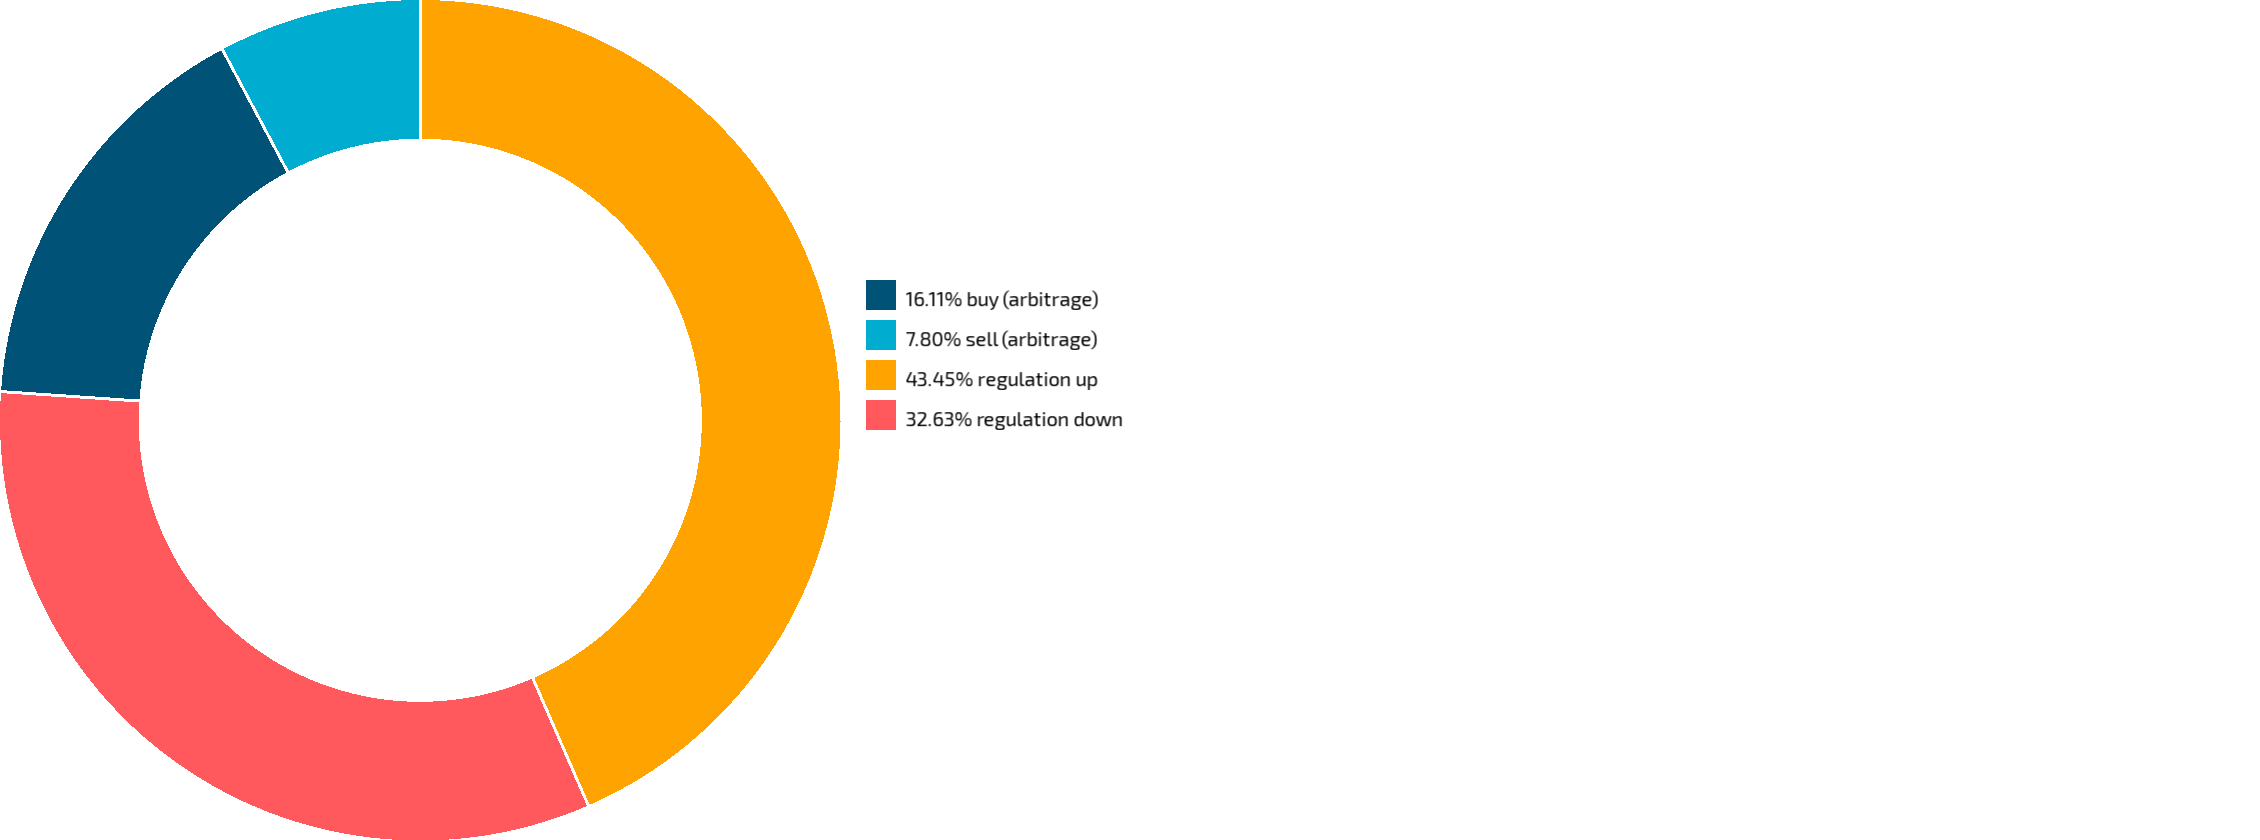 16.11% buy (arbitrage)
7.80% sell (arbitrage)
43.45% regulation up
32.63% regulation down